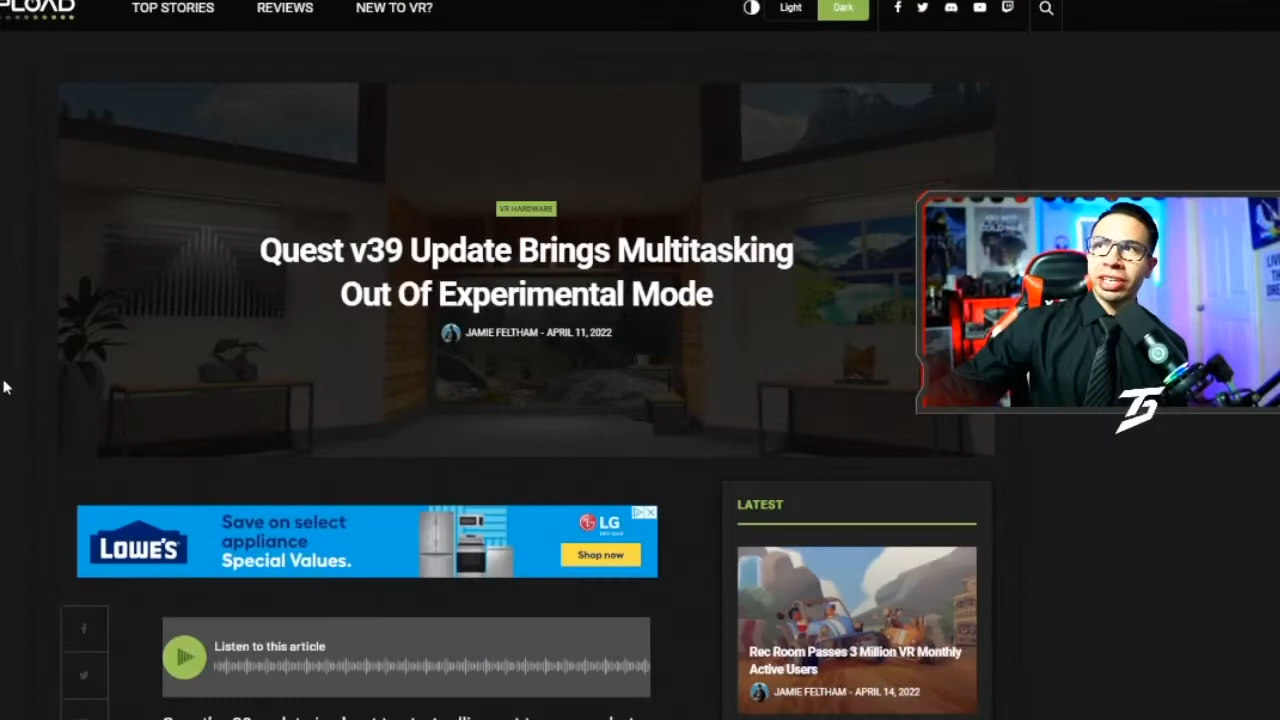 TOP STORIES
REVIEWS
NEW TO VR?
Light
Dark
VR HARDWARE
Quest v39 Update Brings Multitasking
Out Of Experimental Mode
JAMIE FELTHAM - APRIL 11, 2022
LOWE'S
Save on select
appliance
Special Values.
LG
Shop now
LATEST
Listen to this article
Rec Room Passes 3 Million VR Monthly
Active Users
JAMIE FELTHAM - APRIL 14, 2022